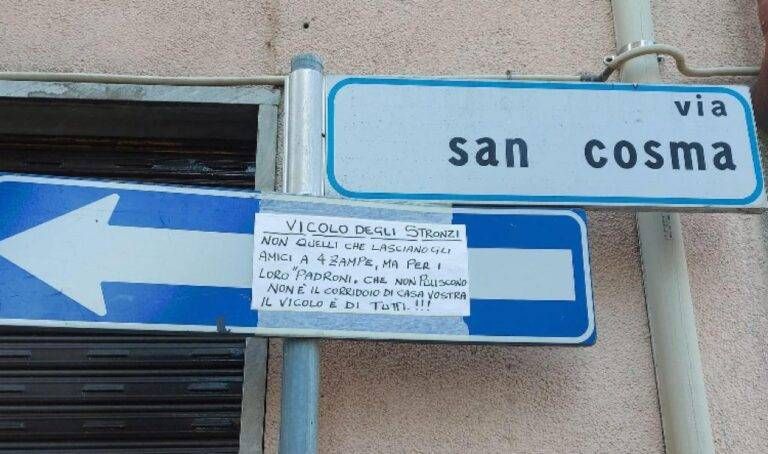 via
san cosma
VICOLO DEGLI STRONZI
NON QUELLI CHE LASCIANO GLI
AMICI A 4 ZAMPE, MA PER I
LORO "PADRONI. CHE NON PULISCONO
NON È IL CORRIDOIO DI CASA VOSTRA
IL VICOLO È DI TUTTI.!!!